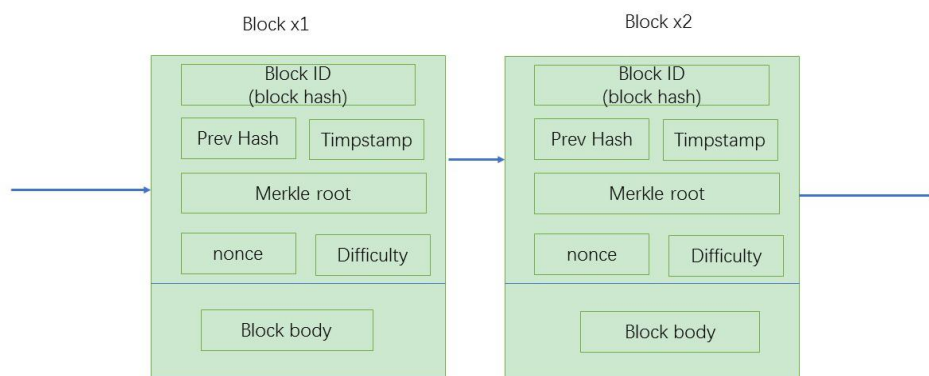 Block x1
Block ID
(block hash)
Prev Hash
Timpstamp
Merkle root
nonce
Difficulty
Block body
Block x2
Block ID
(block hash)
Prev Hash
Timpstamp
Merkle root
nonce
Difficulty
Block body